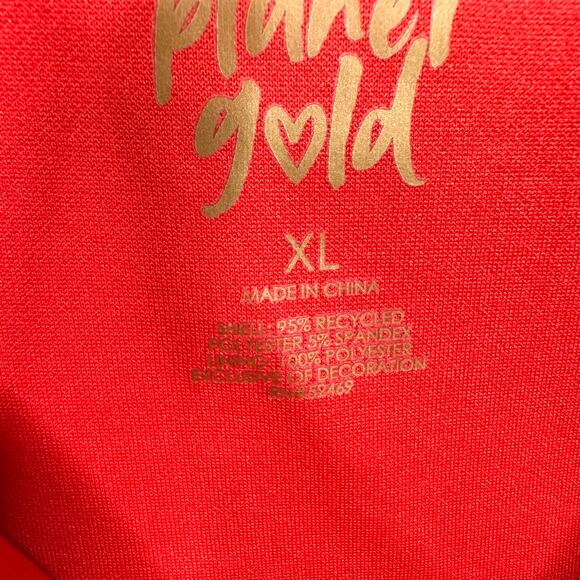 planet
g♡ld
XL
MADE IN CHINA
SHELL: 95% RECYCLED
POLYESTER 5% SPANDEX
LINING: 100% POLYESTER
EXCLUSIVE OF DECORATION
RN# 52469